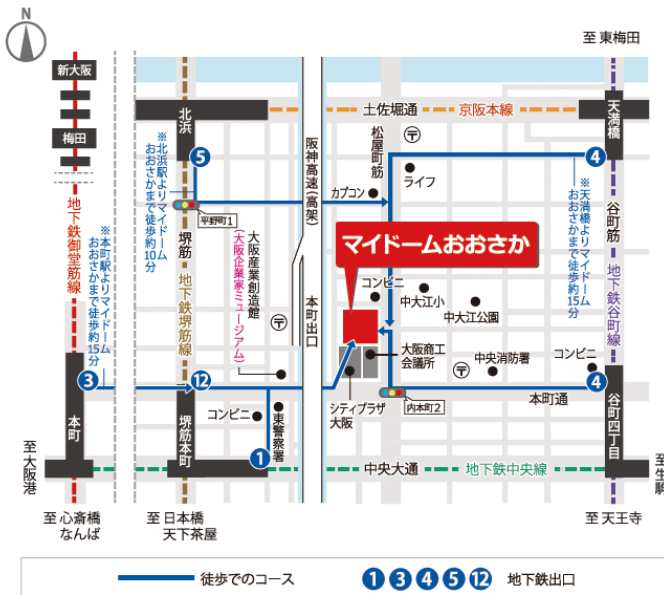 N
至 東梅田
新大阪
梅田
北浜
土佐堀通
京阪本線
天満橋
5
※北浜駅よりマイドーム
おおさかまで徒歩約10分
平野町1
阪神高速(高架)
松屋町筋
〒
ライフ
カプコン
4
※天満橋よりマイドーム
おおさかまで徒歩約15分
谷町筋
地下鉄谷町線
地下鉄御堂筋線
※本町駅よりマイドーム
おおさかまで徒歩約15分
堺筋
地下鉄堺筋線
大阪産業創造館
(大阪企業家ミュージアム)
〒
本町出口
マイドームおおさか
コンビニ
中大江小
中大江公園
大阪商工
会議所
〒
中央消防署
コンビニ
3
12
4
本町
堺筋本町
コンビニ
東警察署
1
シティプラザ
大阪
内本町2
本町通
谷町四丁目
至 大阪港
中央大通
地下鉄中央線
至 生駒
至 心斎橋
なんば
至 日本橋
天下茶屋
至 天王寺
徒歩でのコース
1 3 4 5 12 地下鉄出口